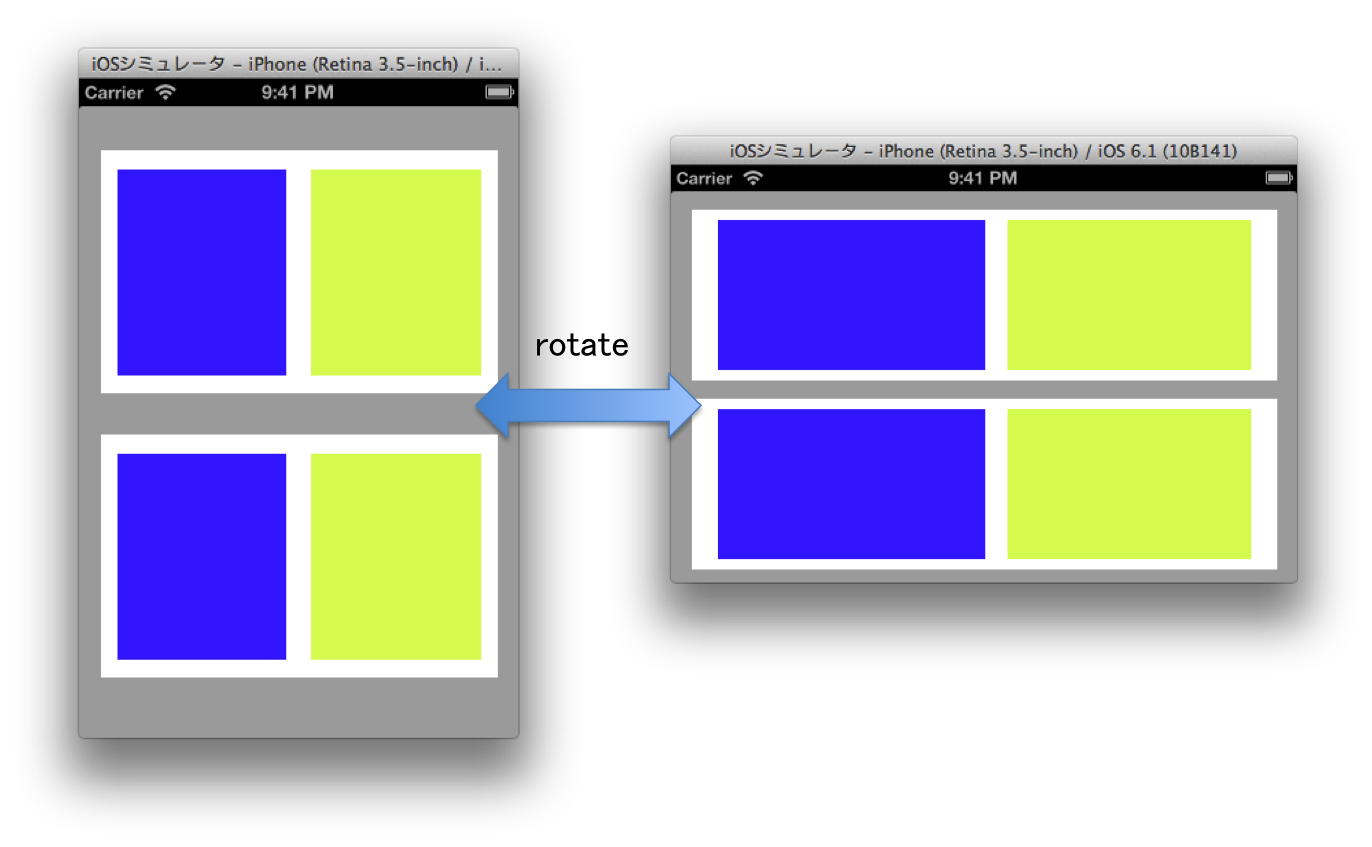 iOSシミュレータ – iPhone (Retina 3.5-inch) / i...
Carrier 9:41 PM
rotate
iOSシミュレータ – iPhone (Retina 3.5-inch) / iOS 6.1 (10B141)
Carrier 9:41 PM